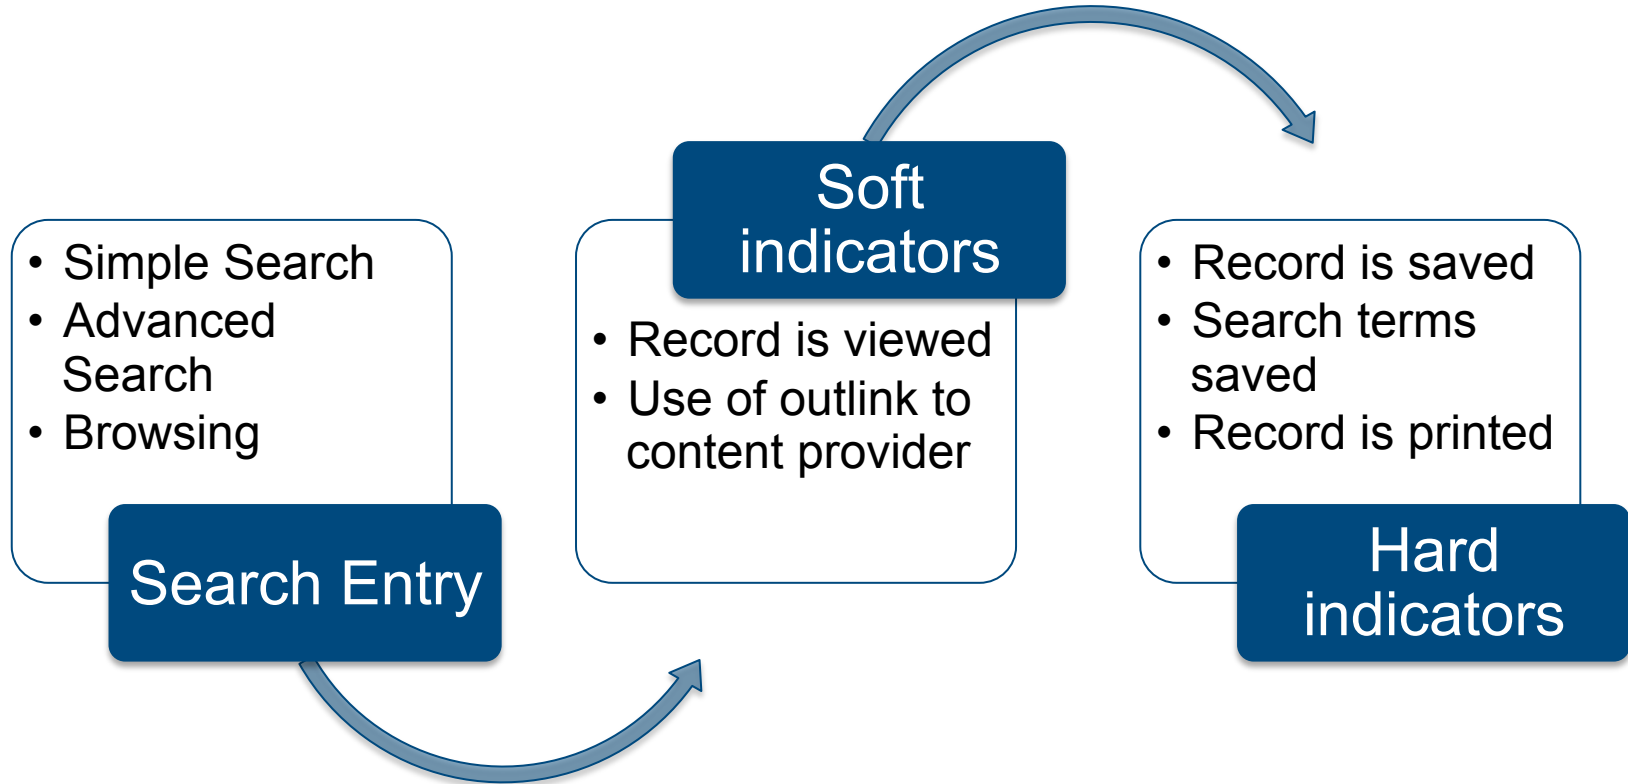 • Simple Search
• Advanced
Search
• Browsing
Search Entry
Soft
indicators
• Record is viewed
• Use of outlink to
content provider
• Record is saved
• Search terms
saved
• Record is printed
Hard
indicators